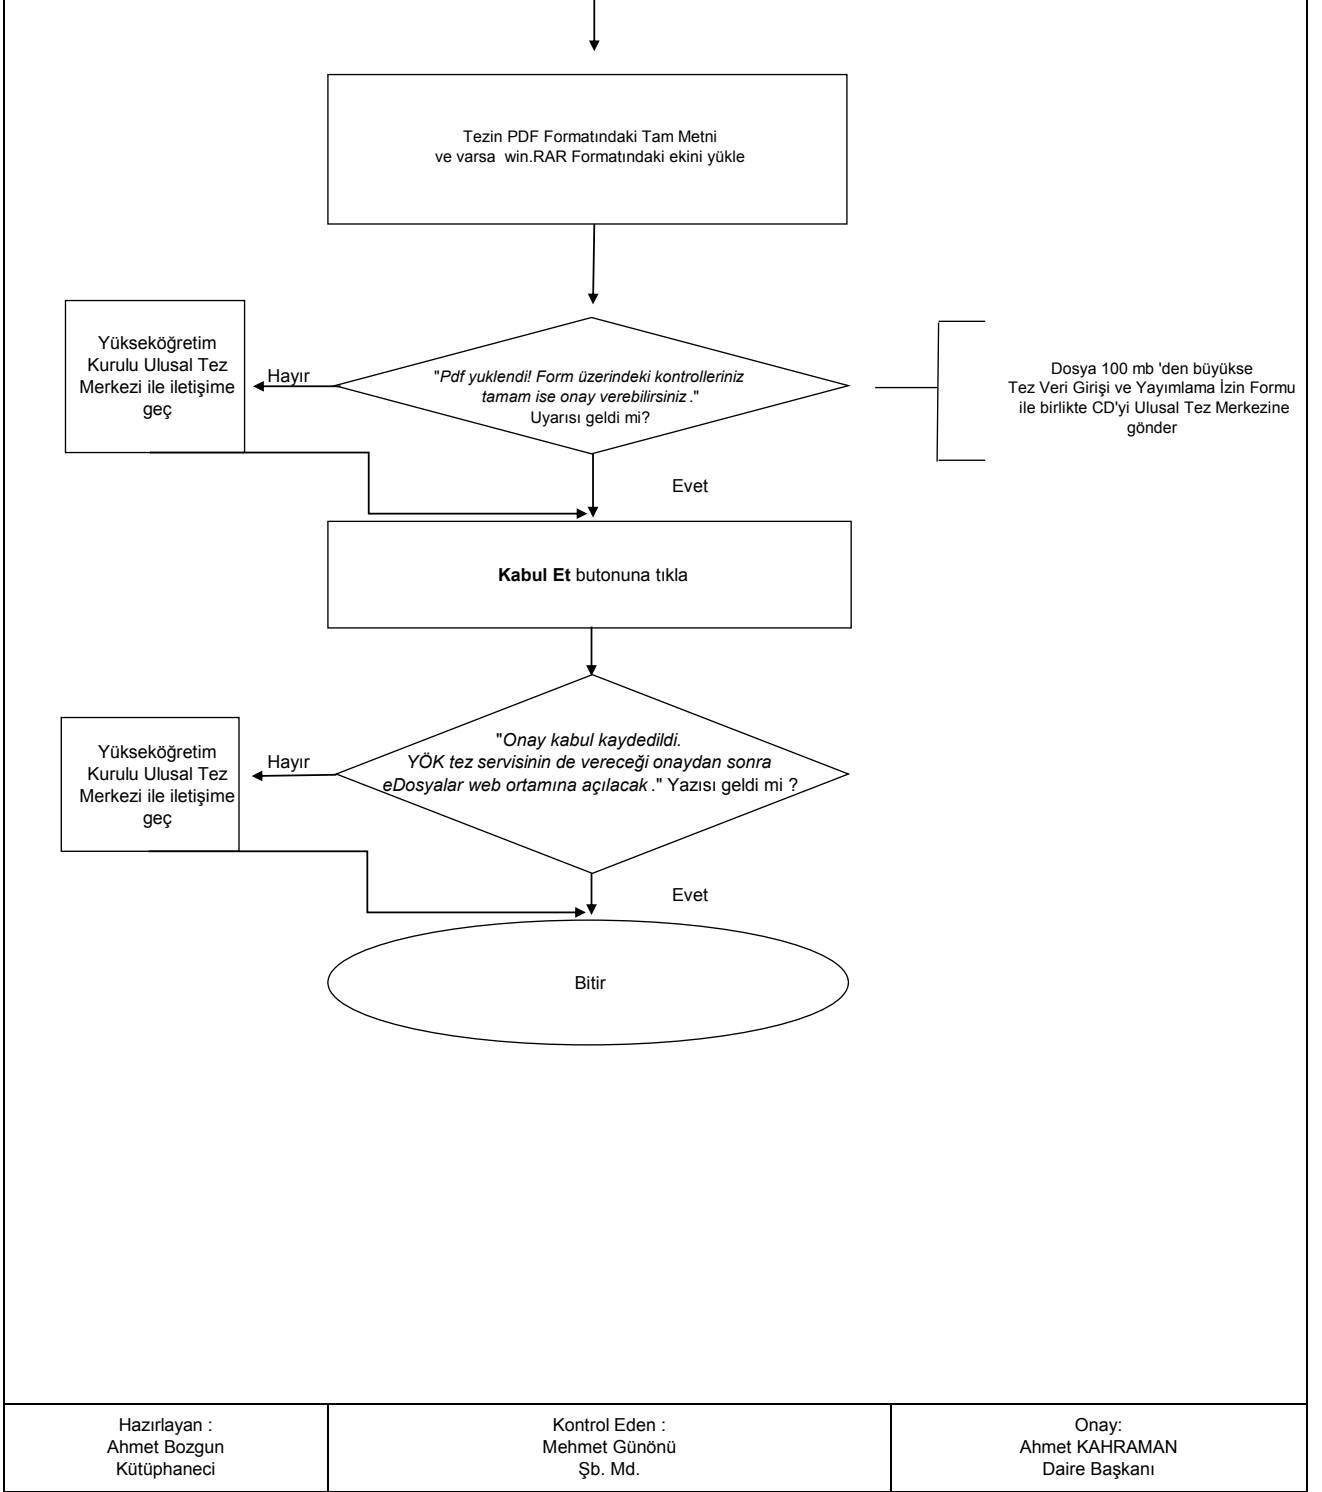 Tezin PDF Formatındaki Tam Metni
ve varsa win.RAR Formatındaki ekini yükle
Yükseköğretim
Kurulu Ulusal Tez
Merkezi ile iletişime
geç
Hayır
"Pdf yuklendi! Form üzerindeki kontrolleriniz
tamam ise onay verebilirsiniz ."
Uyarısı geldi mi?
Dosya 100 mb 'den büyükse
Tez Veri Girişi ve Yayımlama İzin Formu
ile birlikte CD'yi Ulusal Tez Merkezine
gönder
Evet
Kabul Et butonuna tıkla
Yükseköğretim
Kurulu Ulusal Tez
Merkezi ile iletişime
geç
Hayır
"Onay kabul kaydedildi.
YÖK tez servisinin de vereceği onaydan sonra
eDosyalar web ortamına açılacak ." Yazısı geldi mi ?
Evet
Bitir
Hazırlayan :
Ahmet Bozgun
Kütüphaneci
Kontrol Eden :
Mehmet Günönü
Şb. Md.
Onay:
Ahmet KAHRAMAN
Daire Başkanı